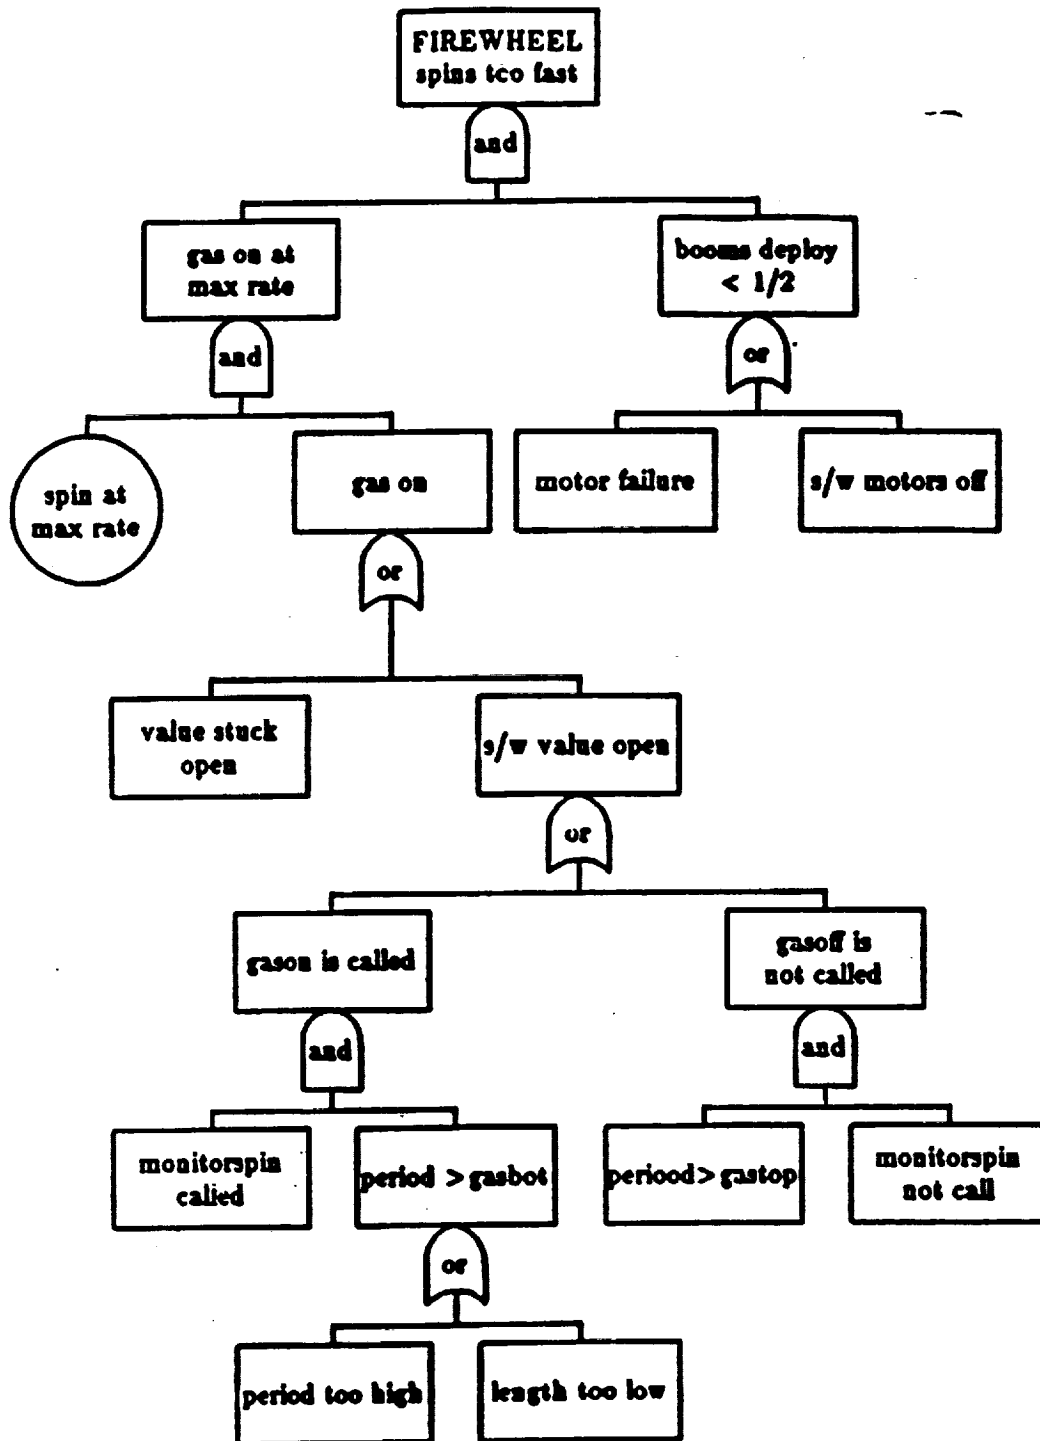 FIREWHEEL
spins too fast
and
gas on at
max rate
booms deploy
< 1/2
and
or
spin at
max rate
gas on
motor failure
s/w motors off
or
value stuck
open
s/w value open
or
gason is called
gasoff is
not called
and
and
monitorspin
called
period > gasbot
periood > gastop
monitorspin
not call
or
period too high
length too low